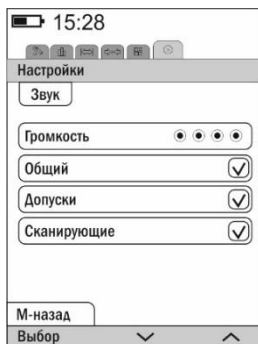 15:28
Настройки
Звук
Громкость
Общий
Допуски
Сканирующие
М-назад
Выбор